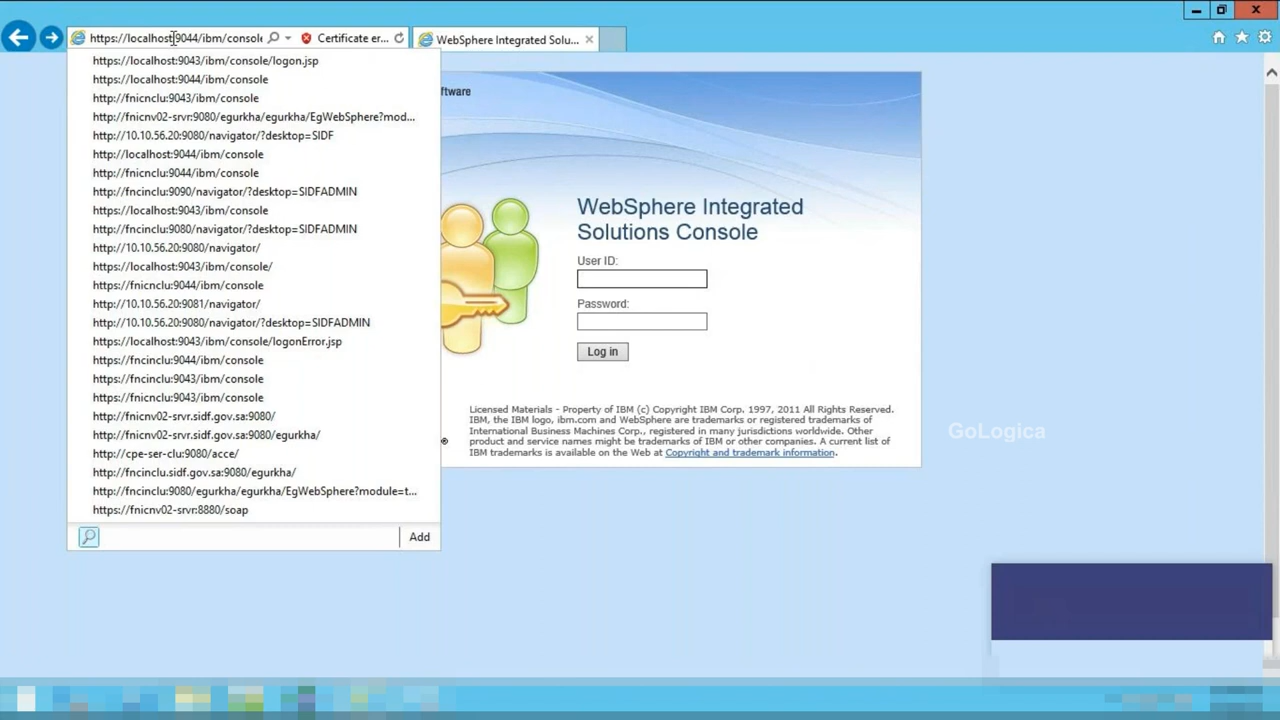 https://localhost:9044/ibm/console
Certificate er...
WebSphere Integrated Solu...
https://localhost:9043/ibm/console/logon.jsp
https://localhost:9044/ibm/console
http://fnicnclu:9043/ibm/console
http://fnicnv02-srvr:9080/egurkha/egurkha/EgWebSphere?mod...
http://10.10.56.20:9080/navigator/?desktop=SIDF
http://localhost:9044/ibm/console
http://fnicnclu:9044/ibm/console
http://fncinclu:9090/navigator/?desktop=SIDFADMIN
https://localhost:9043/ibm/console
http://fncinclu:9080/navigator/?desktop=SIDFADMIN
http://10.10.56.20:9080/navigator/
https://localhost:9043/ibm/console/
https://fnicnclu:9044/ibm/console
http://10.10.56.20:9081/navigator/
http://10.10.56.20:9080/navigator/?desktop=SIDFADMIN
https://localhost:9043/ibm/console/logonError.jsp
https://fncinclu:9044/ibm/console
https://fncinclu:9043/ibm/console
https://fnicnclu:9043/ibm/console
http://fnicnv02-srvr.sidf.gov.sa:9080/
http://fnicnv02-srvr.sidf.gov.sa:9080/egurkha/
http://cpe-ser-clu:9080/acce/
http://fncinclu.sidf.gov.sa:9080/egurkha/
http://fncinclu:9080/egurkha/egurkha/EgWebSphere?module=t...
https://fnicnv02-srvr:8880/soap
Add
ftware
WebSphere Integrated
Solutions Console
User ID:
Password:
Log in
Licensed Materials - Property of IBM (c) Copyright IBM Corp. 1997, 2011 All Rights Reserved.
IBM, the IBM logo, ibm.com and WebSphere are trademarks or registered trademarks of
International Business Machines Corp., registered in many jurisdictions worldwide. Other
product and service names might be trademarks of IBM or other companies. A current list of
IBM trademarks is available on the Web at Copyright and trademark information.
GoLogica